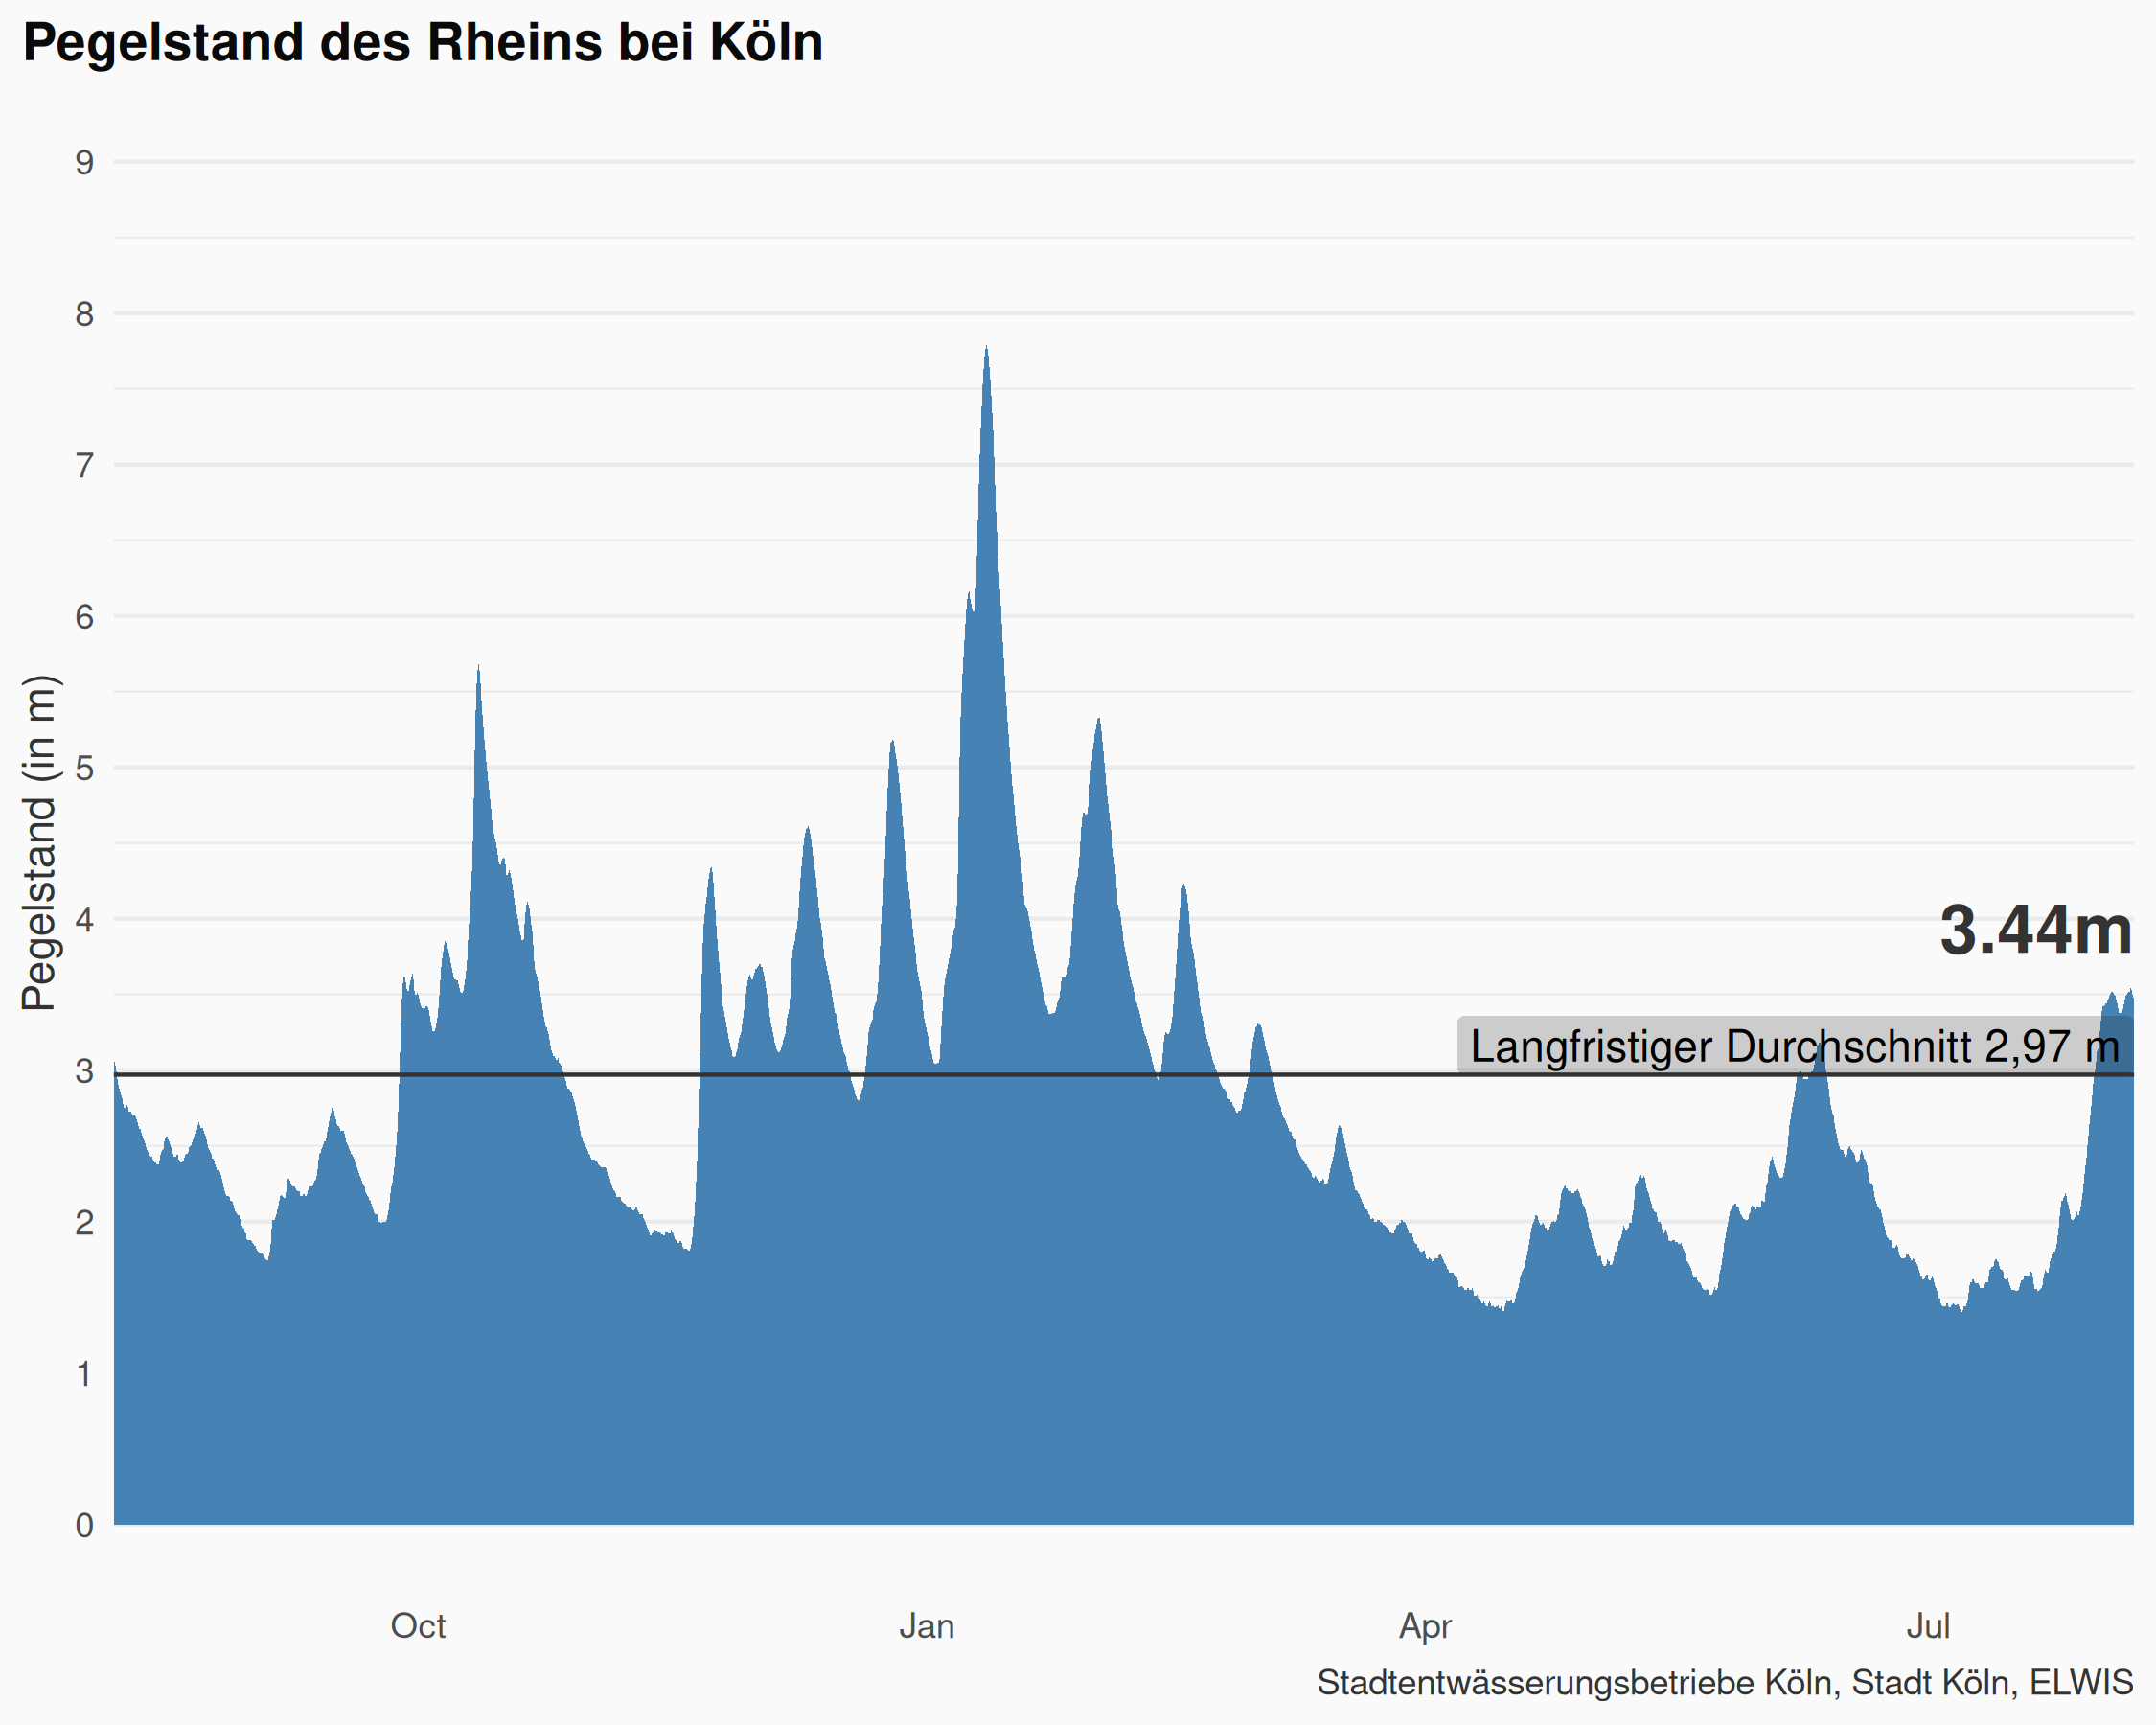 Pegelstand des Rheins bei Köln
9
8
7
6
5
4
3
2
1
0
Pegelstand (in m)
3.44m
Langfristiger Durchschnitt 2,97 m
Oct Jan Apr Jul
Stadtentwässerungsbetriebe Köln, Stadt Köln, ELWIS